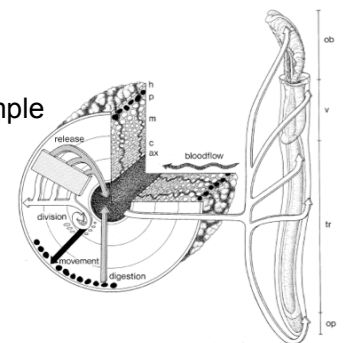 mple
h
p
m
c
ax
release
bloodflow
division
movement
digestion
ob
v
tr
op